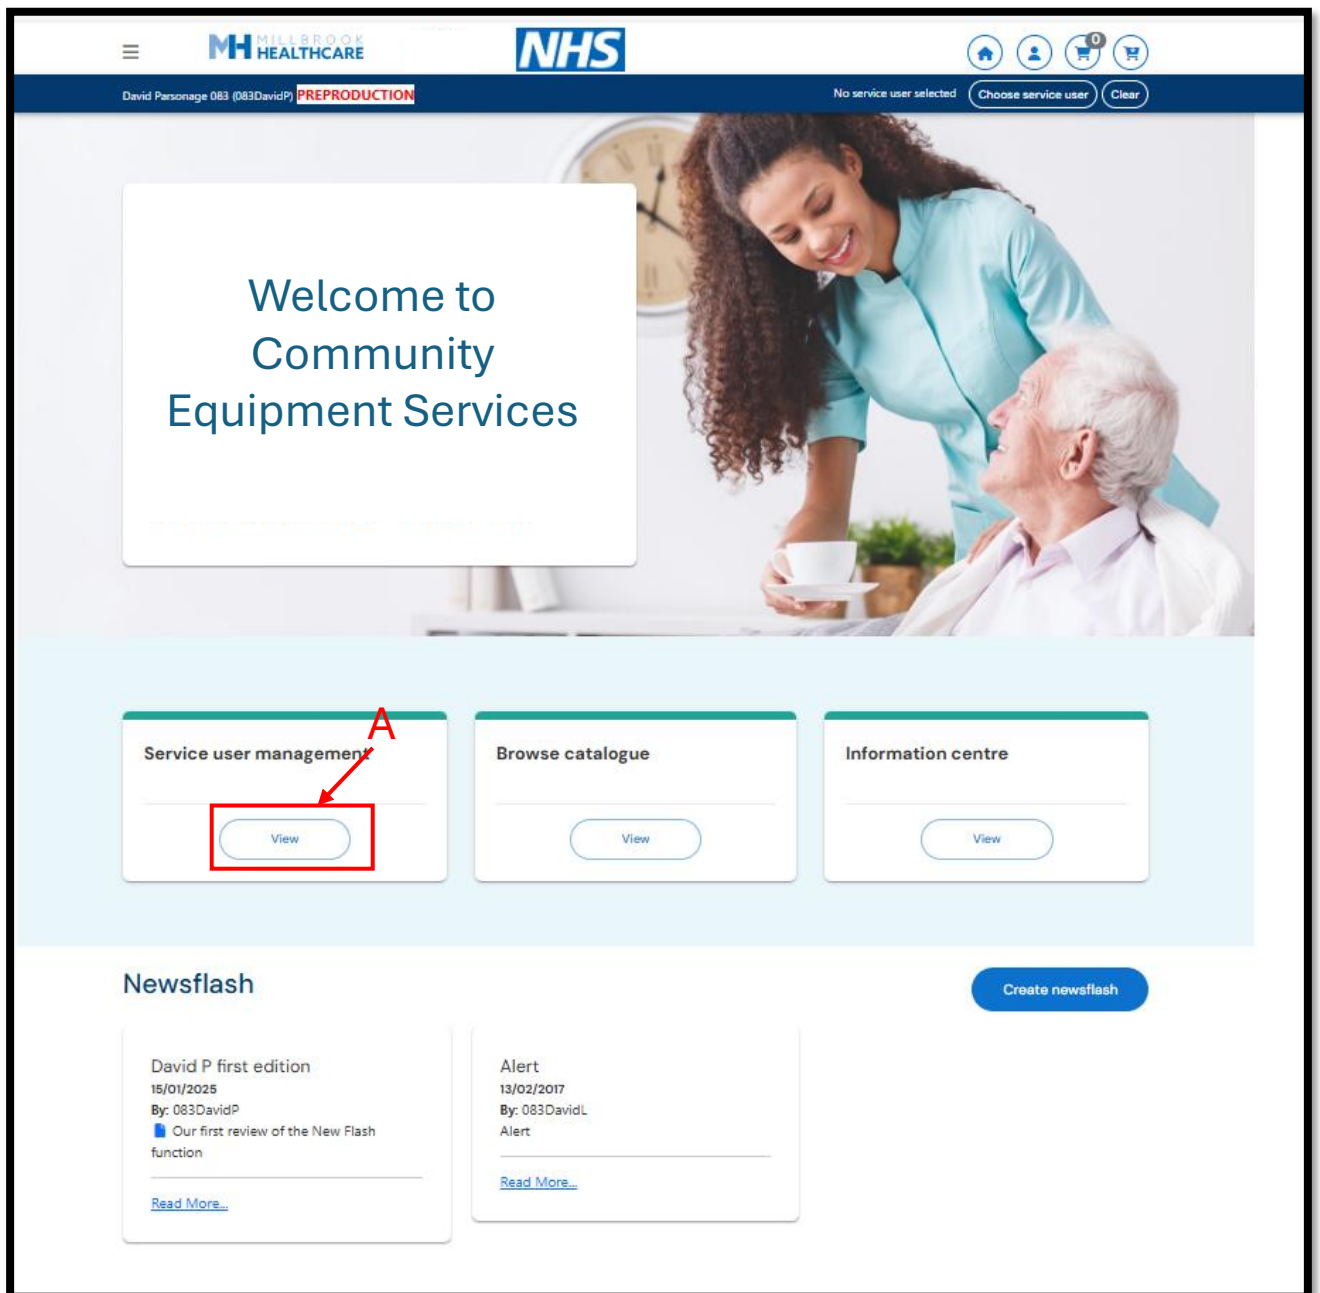 MH MILLBROOK
HEALTHCARE
NHS
0
David Parsonage 083 (083DavidP) PREPRODUCTION
No service user selected
Choose service user
Clear
Welcome to
Community
Equipment Services
A
Service user management
View
Browse catalogue
View
Information centre
View
Newsflash
Create newsflash
David P first edition
15/01/2025
By: 083DavidP
Our first review of the New Flash
function
Read More...
Alert
13/02/2017
By: 083DavidL
Alert
Read More...